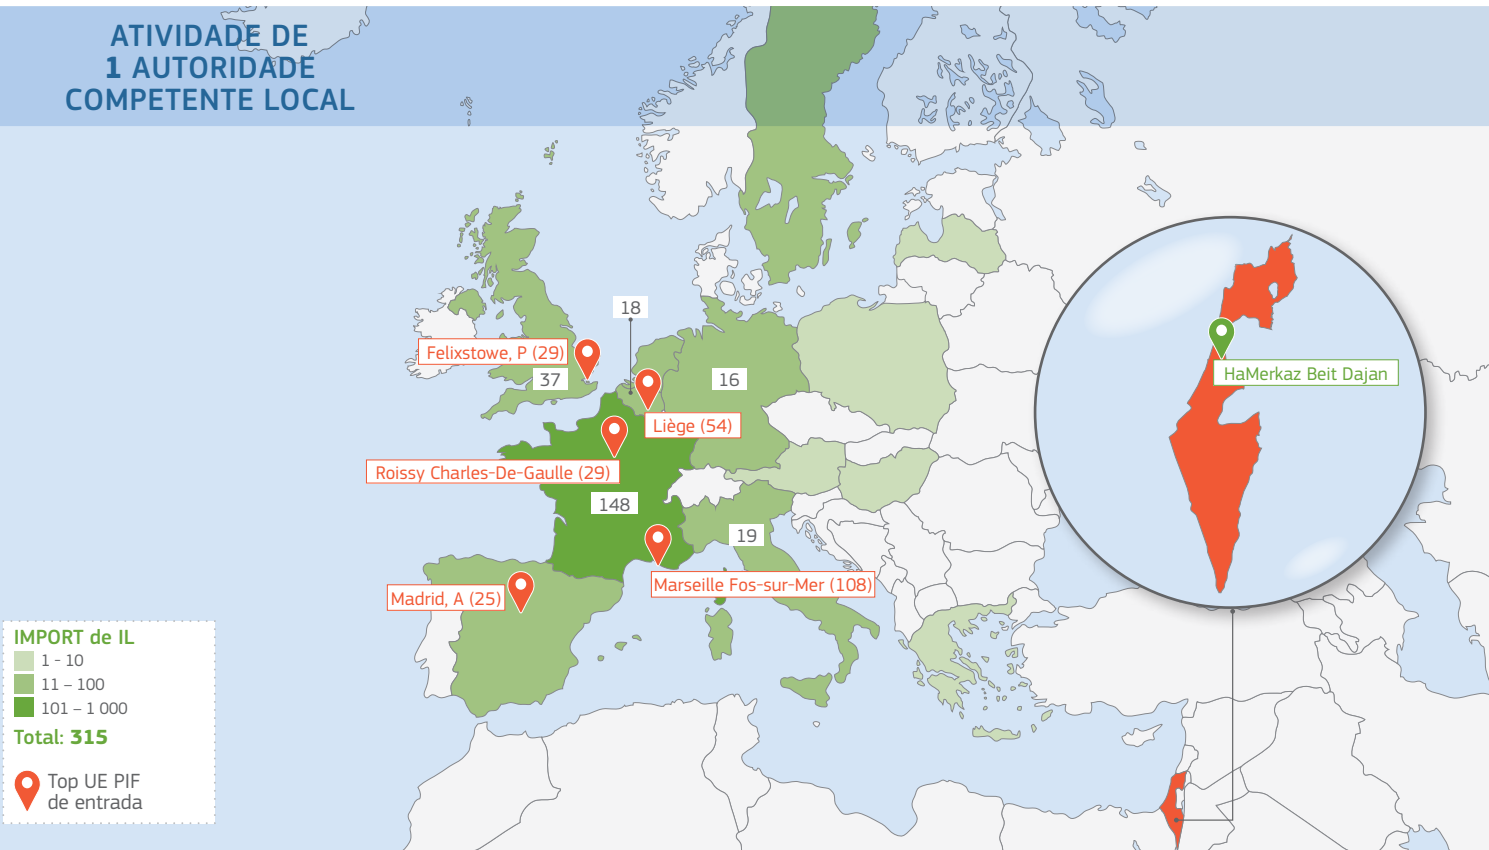 ATIVIDADE DE
1 AUTORIDADE
COMPETENTE LOCAL
18
Felixstowe, P (29)
37
16
HaMerkaz Beit Dajan
Liège (54)
Roissy Charles-De-Gaulle (29)
148
19
Marseille Fos-sur-Mer (108)
Madrid, A (25)
IMPORT de IL
1 - 10
11 – 100
101 – 1 000
Total: 315
Top UE PIF
de entrada